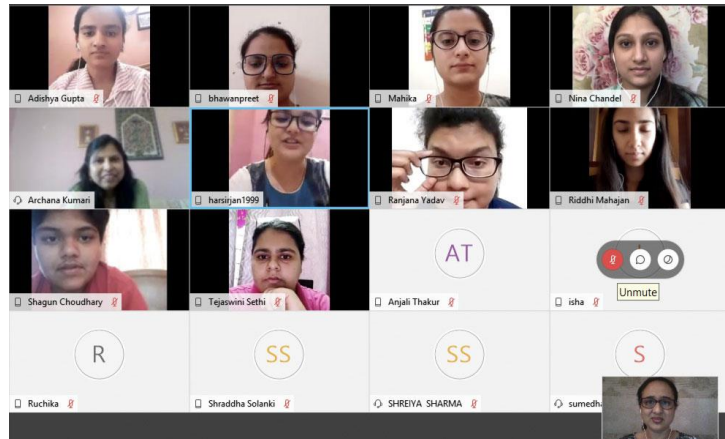 Adishya Gupta
bhawanpreet
Mahika
Nina Chandel
Archana Kumari
harsirjan1999
Ranjana Yadav
Riddhi Mahajan
AT
Shagun Choudhary
Tejaswini Sethi
Anjali Thakur
isha
Unmute
R
SS
SS
S
Ruchika
Shraddha Solanki
SHREIYA SHARMA